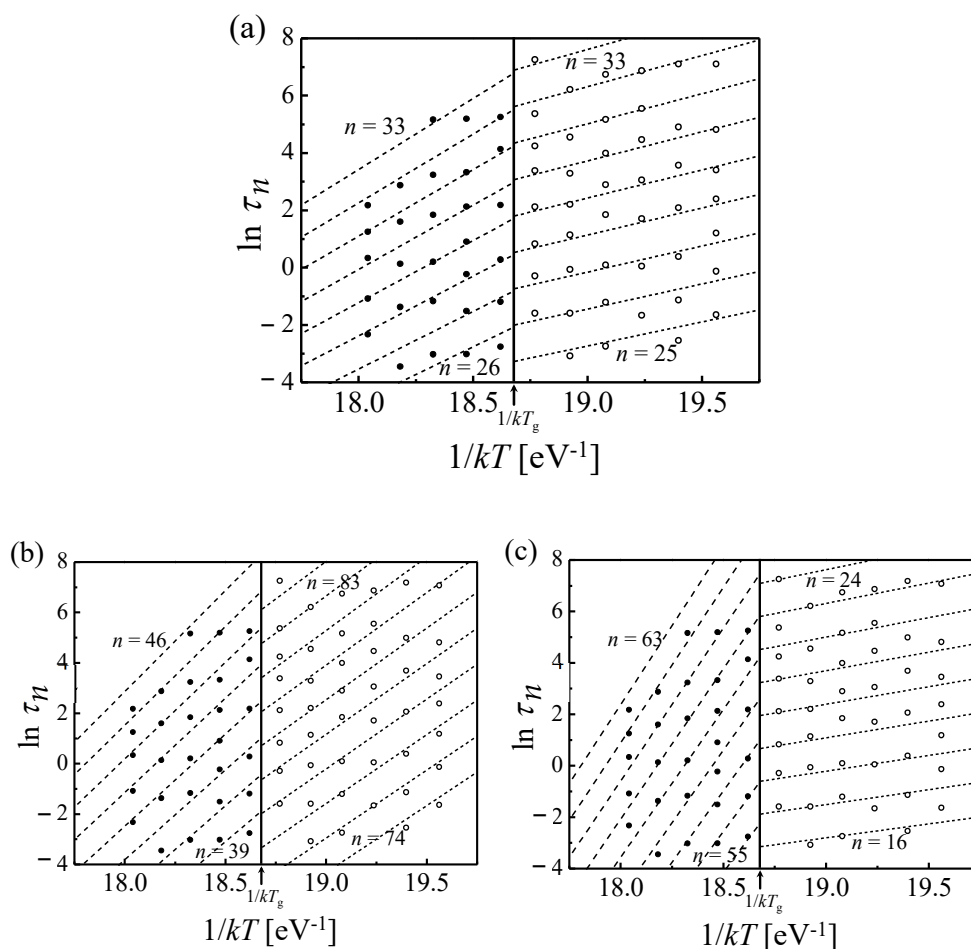 (a)
8
6
4
2
0
− 2
− 4
ln τn
n = 33
n = 33
n = 26
n = 25
18.0
18.5
19.0
19.5
1/kTg
1/kT [eV-1]
(b)
8
6
4
2
0
−2
−4
ln τn
n = 46
n = 83
n = 39
n = 74
18.0
18.5
19.0
19.5
1/kTg
1/kT [eV-1]
(c)
8
6
4
2
0
−2
−4
ln τn
n = 63
n = 24
n = 55
n = 16
18.0
18.5
19.0
19.5
1/kTg
1/kT [eV-1]